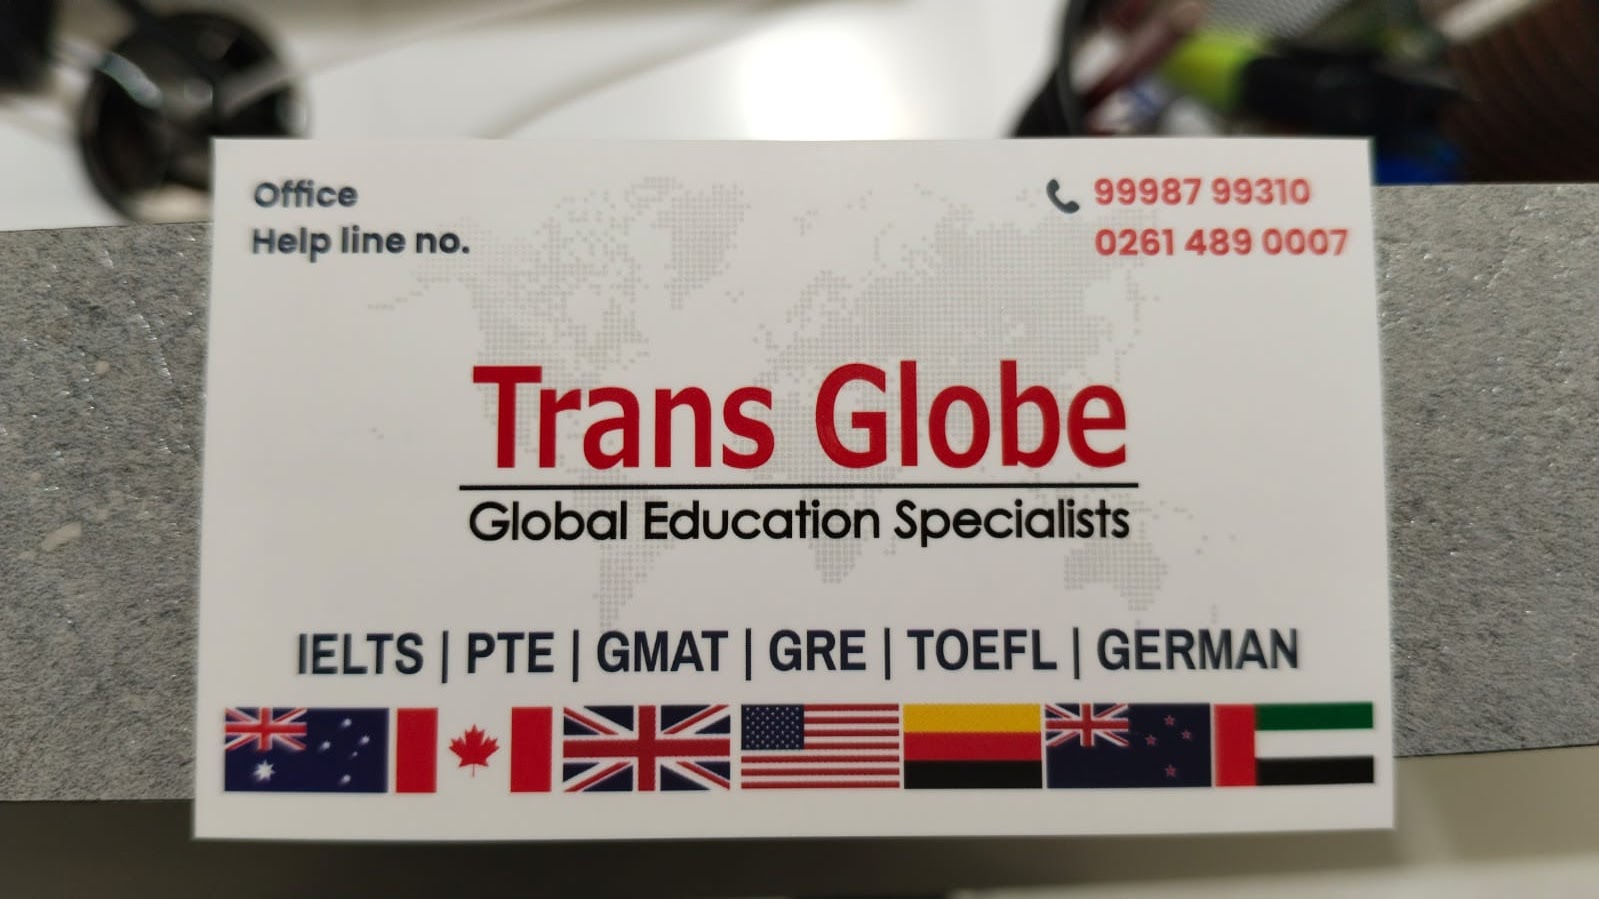 Office
Help line no.
99987 99310
0261 489 0007
Trans Globe
Global Education Specialists
IELTS | PTE | GMAT | GRE | TOEFL | GERMAN